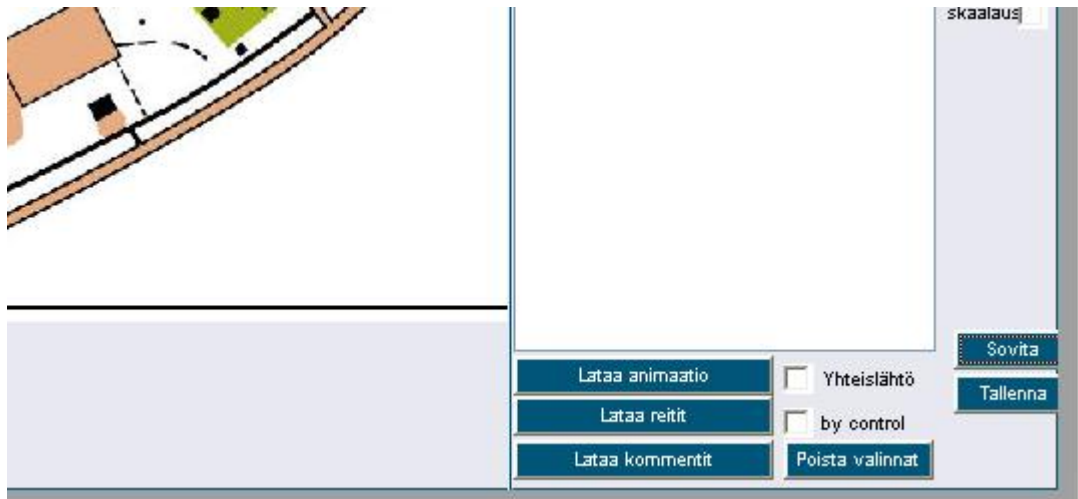 skaalaus
Sovita
Lataa animaatio
Yhteislähtö
Tallenna
Lataa reitit
by control
Lataa kommentit
Poista valinnat